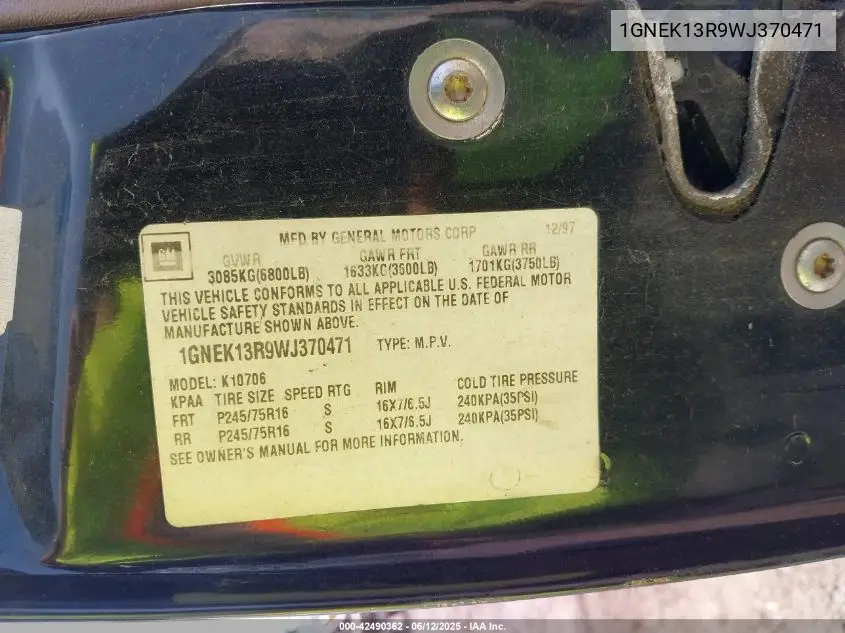 1GNEK13R9WJ370471
GM
MFD BY GENERAL MOTORS CORP 12/97
GVWR GAWR FRT GAWR RR
3085KG(6800LB) 1633KG(3600LB) 1701KG(3750LB)
THIS VEHICLE CONFORMS TO ALL APPLICABLE U.S. FEDERAL MOTOR
VEHICLE SAFETY STANDARDS IN EFFECT ON THE DATE OF
MANUFACTURE SHOWN ABOVE.
1GNEK13R9WJ370471 TYPE: M.P.V.
MODEL: K10706
KPAA TIRE SIZE SPEED RTG RIM COLD TIRE PRESSURE
FRT P245/75R16 S 16X7/6.5J 240KPA(35PSI)
RR P245/75R16 S 16X7/6.5J 240KPA(35PSI)
SEE OWNER'S MANUAL FOR MORE INFORMATION.
000-42490362 - 06/12/2025 - IAA Inc.